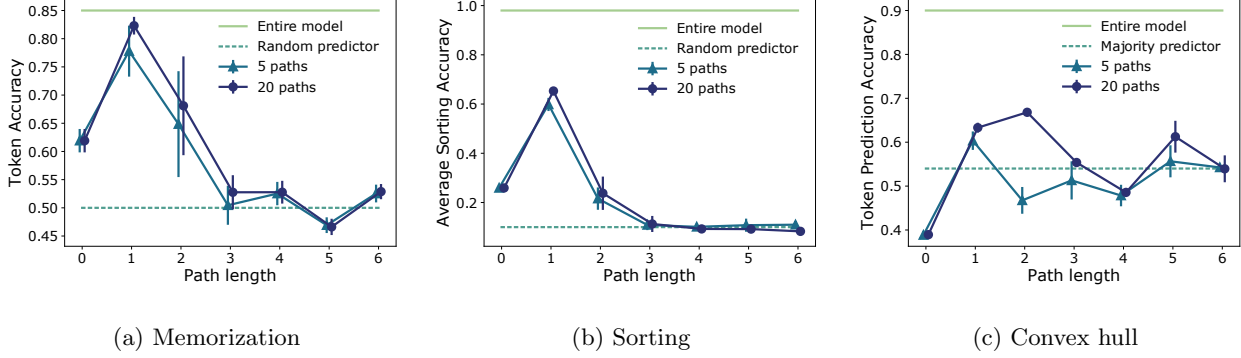 0.85
0.80
0.75
0.70
0.65
0.60
0.55
0.50
0.45
Token Accuracy
Entire model
Random predictor
5 paths
20 paths
0 1 2 3 4 5 6
Path length
(a) Memorization
1.0
0.8
0.6
0.4
0.2
Average Sorting Accuracy
Entire model
Random predictor
5 paths
20 paths
0 1 2 3 4 5 6
Path length
(b) Sorting
0.9
0.8
0.7
0.6
0.5
0.4
Token Prediction Accuracy
Entire model
Majority predictor
5 paths
20 paths
0 1 2 3 4 5 6
Path length
(c) Convex hull